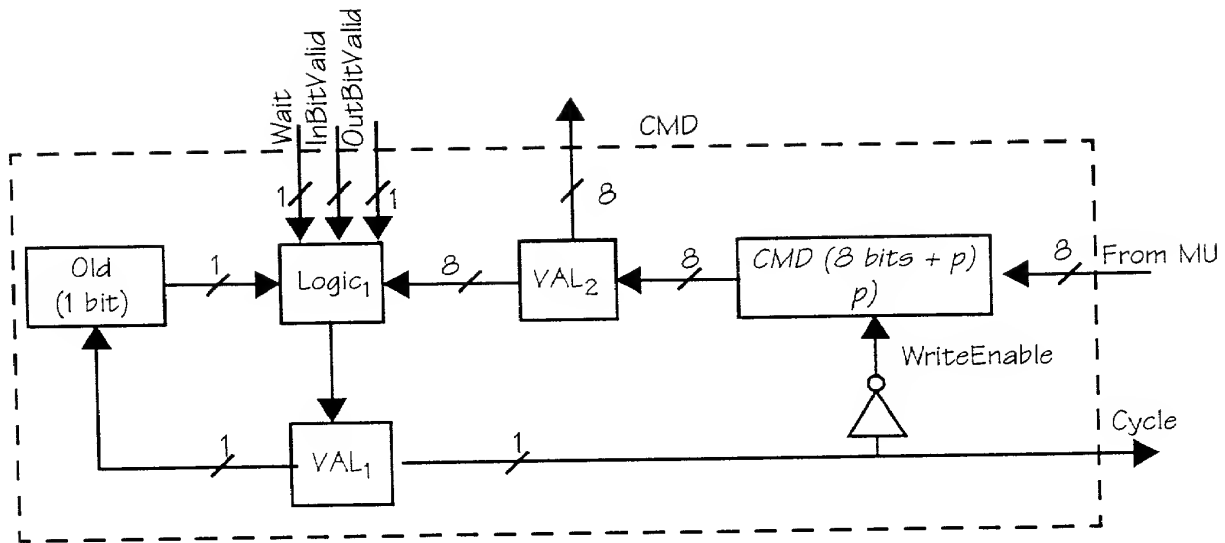 Wait
InBitValid
OutBitValid
CMD
1
1
8
Old
(1 bit)
1
Logic1
8
VAL2
8
CMD (8 bits + p)
p)
8
From MU
WriteEnable
1
VAL1
1
Cycle